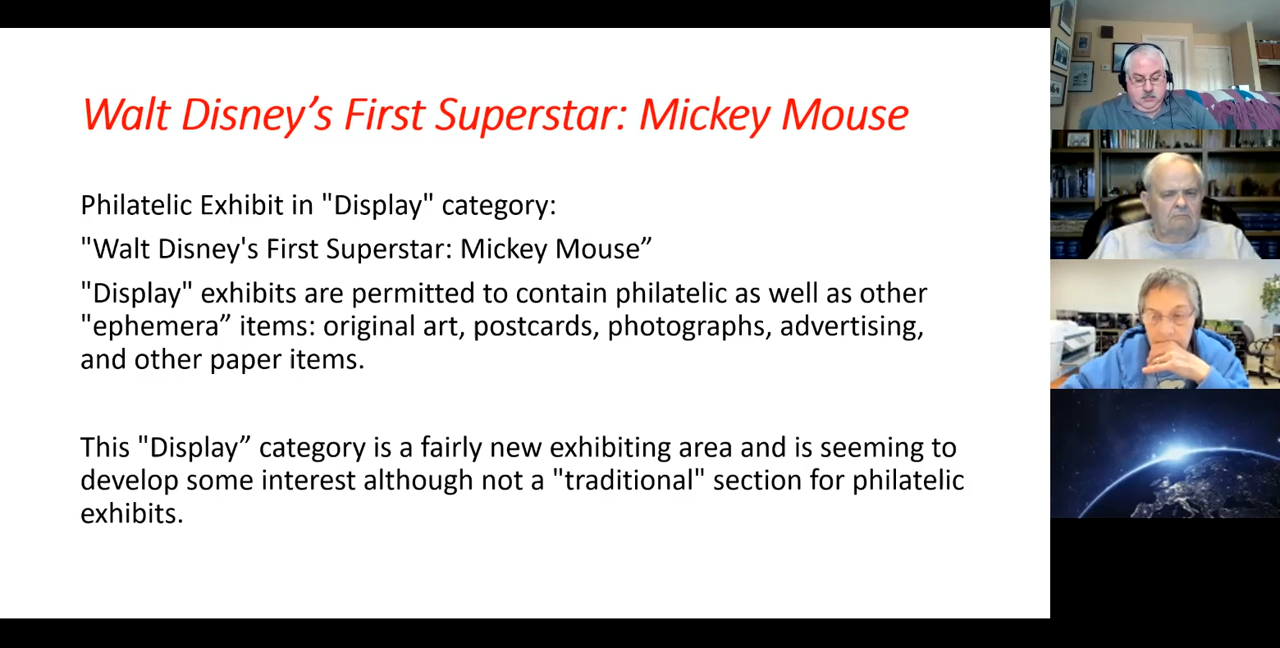 Walt Disney’s First Superstar: Mickey Mouse
Philatelic Exhibit in "Display" category:
"Walt Disney's First Superstar: Mickey Mouse”
"Display" exhibits are permitted to contain philatelic as well as other
"ephemera” items: original art, postcards, photographs, advertising,
and other paper items.
This "Display” category is a fairly new exhibiting area and is seeming to
develop some interest although not a "traditional" section for philatelic
exhibits.